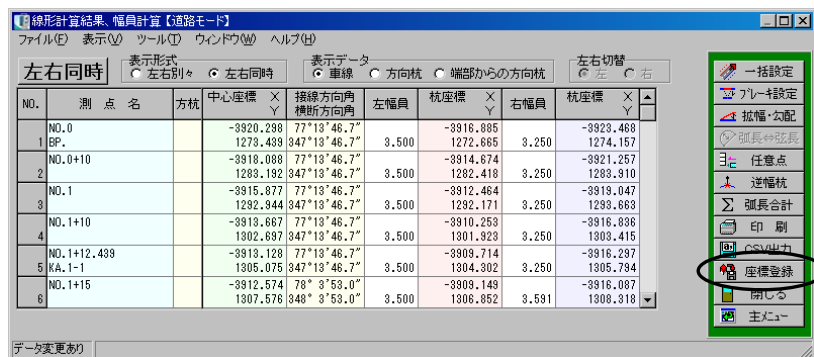 線形計算結果、幅員計算【道路モード】
ファイル(F) 表示(V) ツール(T) ウィンドウ(W) ヘルプ(H)
左右同時
表示形式
左右別々 左右同時
表示データ
車線 方向杭 端部からの方向杭
左右切替
左 右
NO. 測 点 名 方杭 中心座標 X Y 接線方向角 横断方向角 左幅員 杭座標 X Y 右幅員 杭座標 X Y
NO.0 -3920.298 77°13'46.7" -3916.885 -3923.468
1 BP. 1273.439 347°13'46.7" 3.500 1272.665 3.250 1274.157
NO.0+10 -3918.088 77°13'46.7" -3914.674 -3921.257
2 1283.192 347°13'46.7" 3.500 1282.418 3.250 1283.910
NO.1 -3915.877 77°13'46.7" -3912.464 -3919.047
3 1292.944 347°13'46.7" 3.500 1292.171 3.250 1293.663
NO.1+10 -3913.667 77°13'46.7" -3910.253 -3916.836
4 1302.697 347°13'46.7" 3.500 1301.923 3.250 1303.415
NO.1+12.439 -3913.128 77°13'46.7" -3909.714 -3916.297
5 KA.1-1 1305.075 347°13'46.7" 3.500 1304.302 3.250 1305.794
NO.1+15 -3912.574 78° 3'53.0" -3909.149 -3916.087
6 1307.576 348° 3'53.0" 3.500 1306.852 3.591 1308.318
一括設定
ブレーキ設定
拡幅・勾配
弧長⇔弦長
任意点
逆幅杭
Σ 弧長合計
印 刷
CSV出力
座標登録
閉じる
主メニュー
データ変更あり